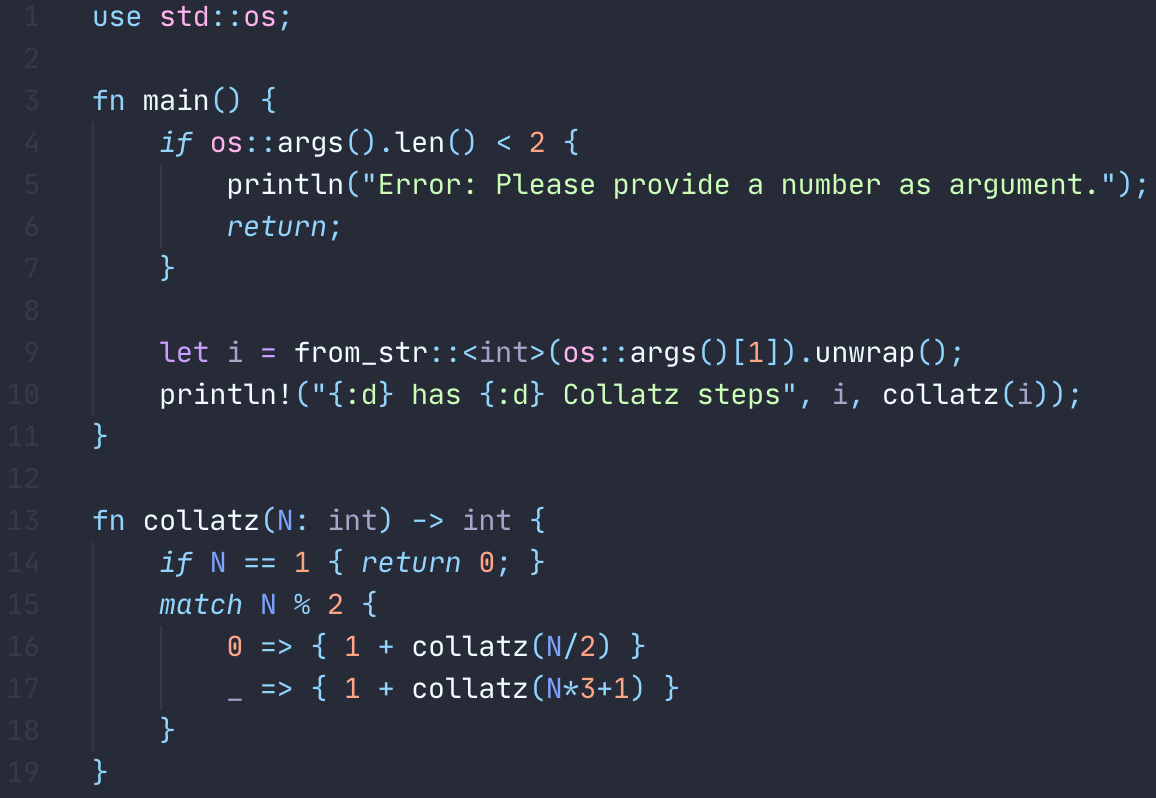 1 use std::os;
2
3 fn main() {
4     if os::args().len() < 2 {
5         println("Error: Please provide a number as argument.");
6         return;
7     }
8
9     let i = from_str::<int>(os::args()[1]).unwrap();
10     println!("{:d} has {:d} Collatz steps", i, collatz(i));
11 }
12
13 fn collatz(N: int) -> int {
14     if N == 1 { return 0; }
15     match N % 2 {
16         0 => { 1 + collatz(N/2) }
17         _ => { 1 + collatz(N*3+1) }
18     }
19 }